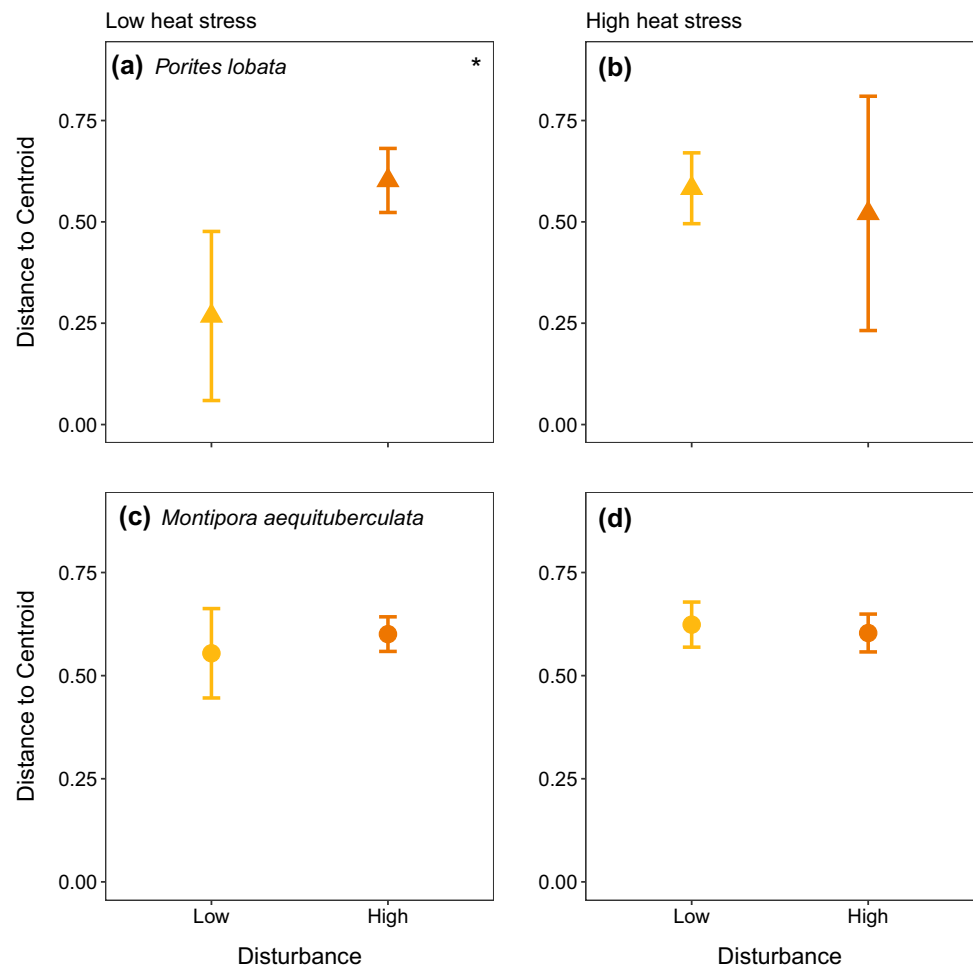 Low heat stress
High heat stress
(a) Porites lobata *
(b)
Distance to Centroid
0.75
0.50
0.25
0.00
0.75
0.50
0.25
0.00
(c) Montipora aequituberculata
(d)
Distance to Centroid
0.75
0.50
0.25
0.00
0.75
0.50
0.25
0.00
Low High
Low High
Disturbance
Disturbance